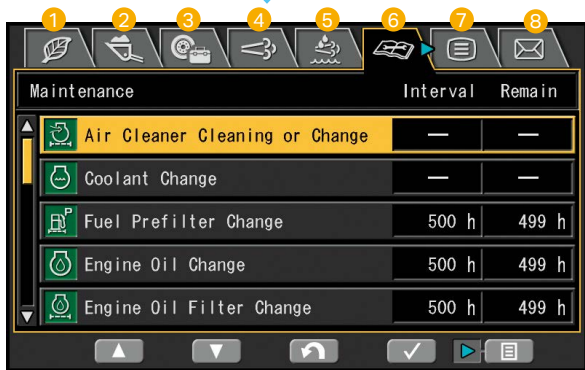 1 2 3 4 5 6 7 8
Maintenance Interval Remain
Air Cleaner Cleaning or Change — —
Coolant Change — —
P Fuel Prefilter Change 500 h 499 h
Engine Oil Change 500 h 499 h
Engine Oil Filter Change 500 h 499 h